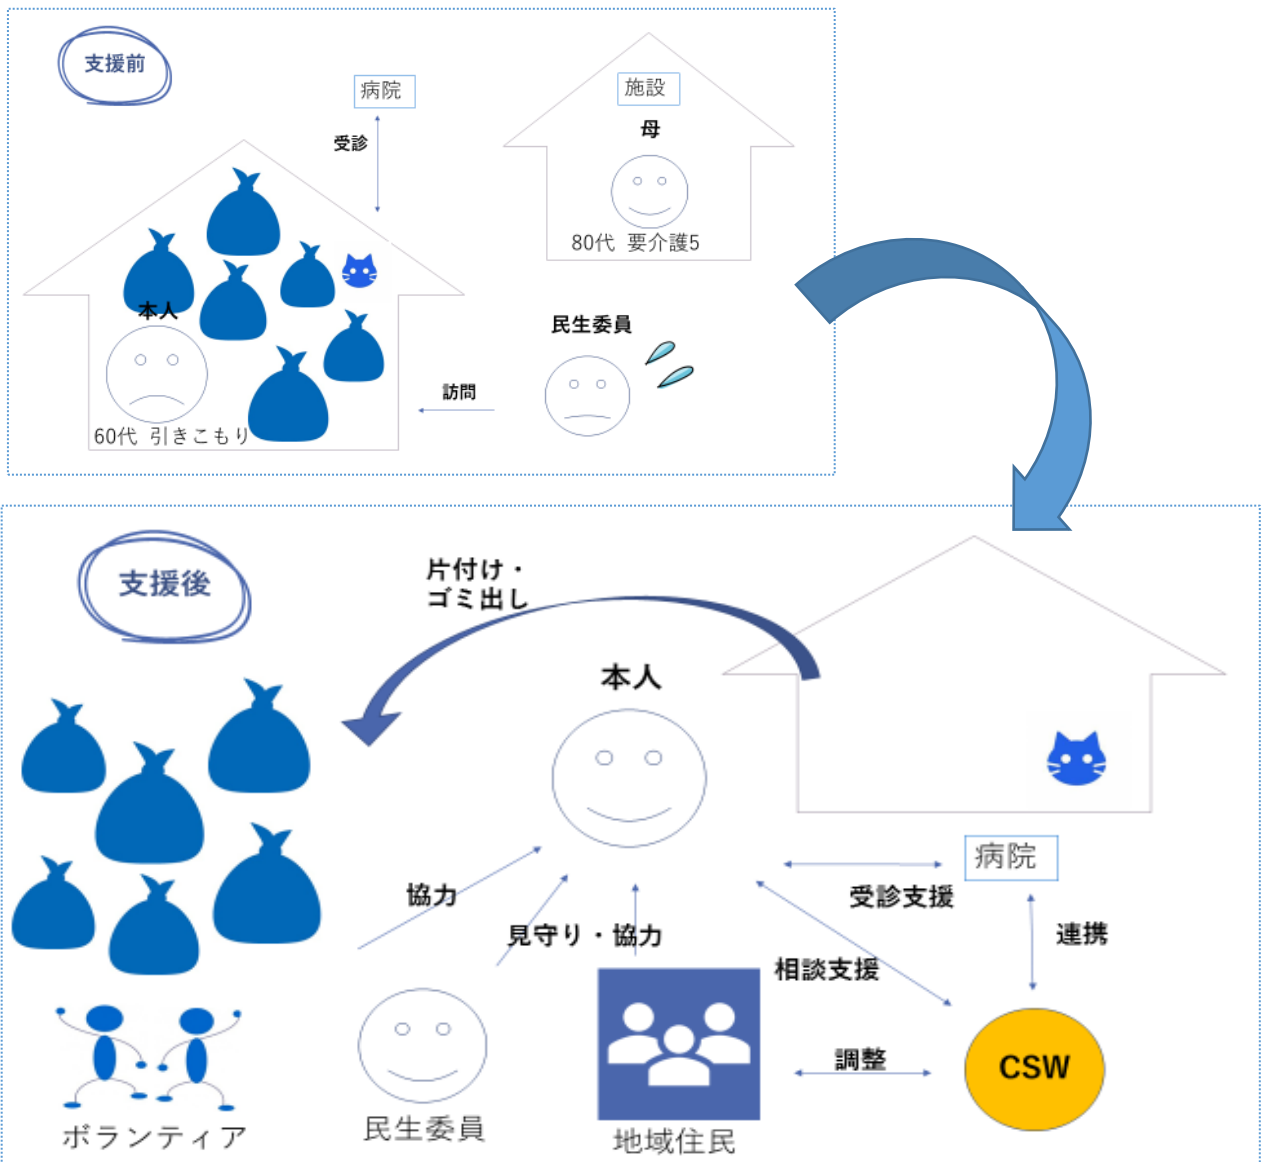 支援前
病院
受診
施設
母
80代 要介護5
本人
60代 引きこもり
民生委員
訪問
支援後
片付け・
ゴミ出し
本人
協力
見守り・協力
病院
受診支援
連携
相談支援
調整
CSW
ボランティア
民生委員
地域住民